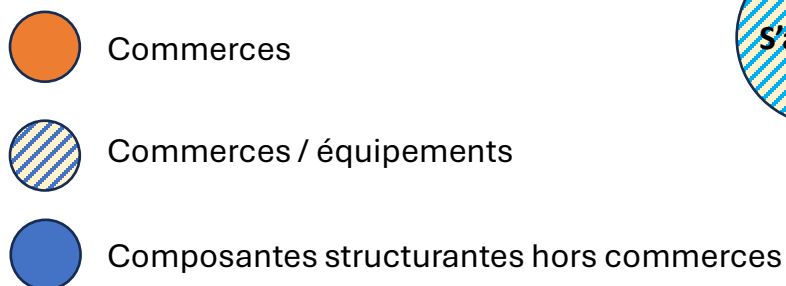 Commerces
S'a
Commerces / équipements
Composantes structurantes hors commerces